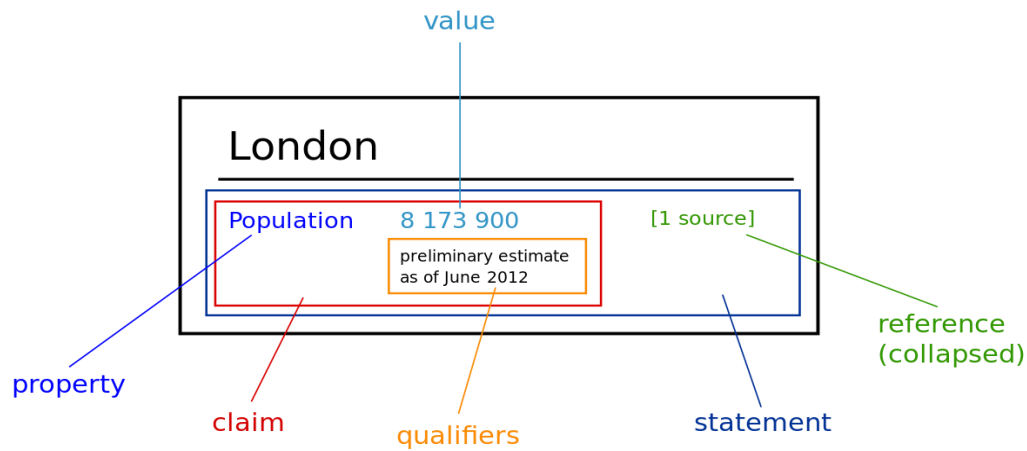 value
London
Population 8 173 900 [1 source]
preliminary estimate
as of June 2012
reference
(collapsed)
property
claim
qualifiers
statement